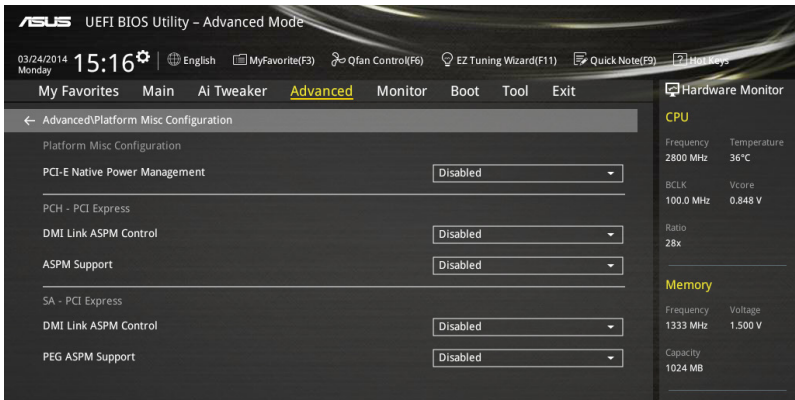 ASUS UEFI BIOS Utility – Advanced Mode
03/24/2014 Monday 15:16 English MyFavorite(F3) Qfan Control(F6) EZ Tuning Wizard(F11) Quick Note(F9) ? Hot Keys
My Favorites Main Ai Tweaker Advanced Monitor Boot Tool Exit
← Advanced\Platform Misc Configuration
Platform Misc Configuration
PCI-E Native Power Management Disabled
PCH - PCI Express
DMI Link ASPM Control Disabled
ASPM Support Disabled
SA - PCI Express
DMI Link ASPM Control Disabled
PEG ASPM Support Disabled
Hardware Monitor
CPU
Frequency Temperature
2800 MHz 36°C
BCLK Vcore
100.0 MHz 0.848 V
Ratio
28x
Memory
Frequency Voltage
1333 MHz 1.500 V
Capacity
1024 MB